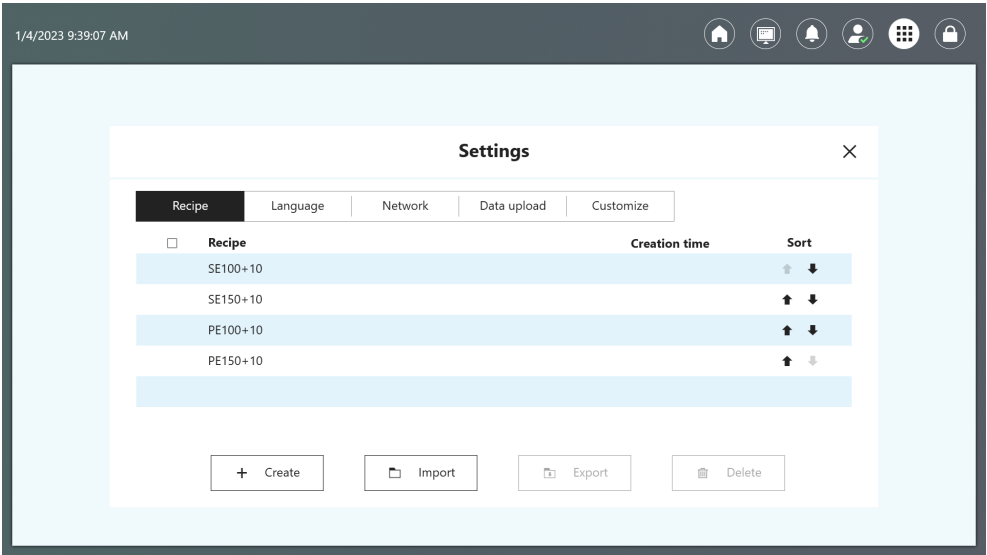 1/4/2023 9:39:07 AM
Settings
Recipe Language Network Data upload Customize
Recipe Creation time Sort
SE100+10
SE150+10
PE100+10
PE150+10
+ Create Import Export Delete